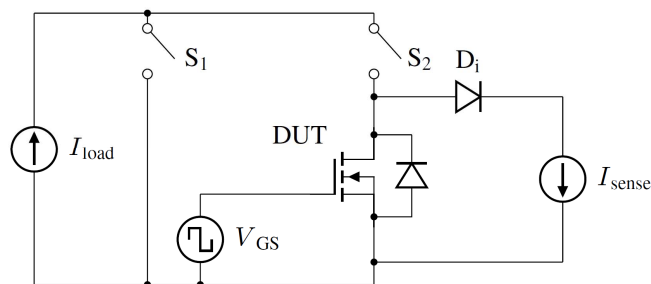 S1
S2
Di
DUT
Iload
Isense
VGS